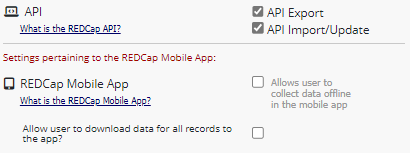 API
What is the REDCap API?
API Export
API Import/Update
Settings pertaining to the REDCap Mobile App:
REDCap Mobile App
What is the REDCap Mobile App?
Allows user to
collect data offline
in the mobile app
Allow user to download data for all records to
the app?